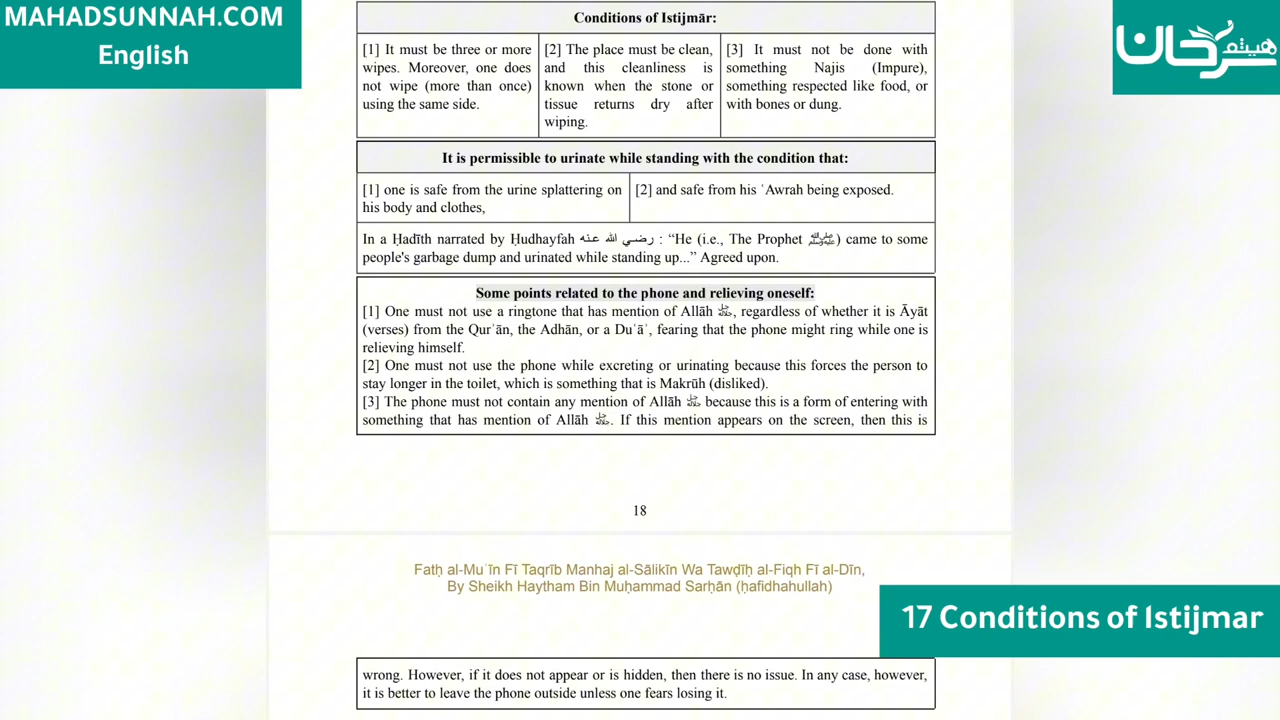 MAHADSUNNAH.COM
English
هيثم
سرحان
Conditions of Istijmār:
[1] It must be three or more wipes. Moreover, one does not wipe (more than once) using the same side.
[2] The place must be clean, and this cleanliness is known when the stone or tissue returns dry after wiping.
[3] It must not be done with something Najis (Impure), something respected like food, or with bones or dung.
It is permissible to urinate while standing with the condition that:
[1] one is safe from the urine splattering on his body and clothes,
[2] and safe from his ʿAwrah being exposed.
In a Ḥadīth narrated by Ḥudhayfah رضي الله عنه : “He (i.e., The Prophet ﷺ) came to some
people's garbage dump and urinated while standing up...” Agreed upon.
Some points related to the phone and relieving oneself:
[1] One must not use a ringtone that has mention of Allāh ﷻ, regardless of whether it is Āyāt
(verses) from the Qurʾān, the Adhān, or a Duʿāʾ, fearing that the phone might ring while one is
relieving himself.
[2] One must not use the phone while excreting or urinating because this forces the person to
stay longer in the toilet, which is something that is Makrūh (disliked).
[3] The phone must not contain any mention of Allāh ﷻ because this is a form of entering with
something that has mention of Allāh ﷻ. If this mention appears on the screen, then this is
18
Fatḥ al-Muʿīn Fī Taqrīb Manhaj al-Sālikīn Wa Tawḍīḥ al-Fiqh Fī al-Dīn,
By Sheikh Haytham Bin Muḥammad Sarḥān (ḥafidhahullah)
17 Conditions of Istijmar
wrong. However, if it does not appear or is hidden, then there is no issue. In any case, however,
it is better to leave the phone outside unless one fears losing it.